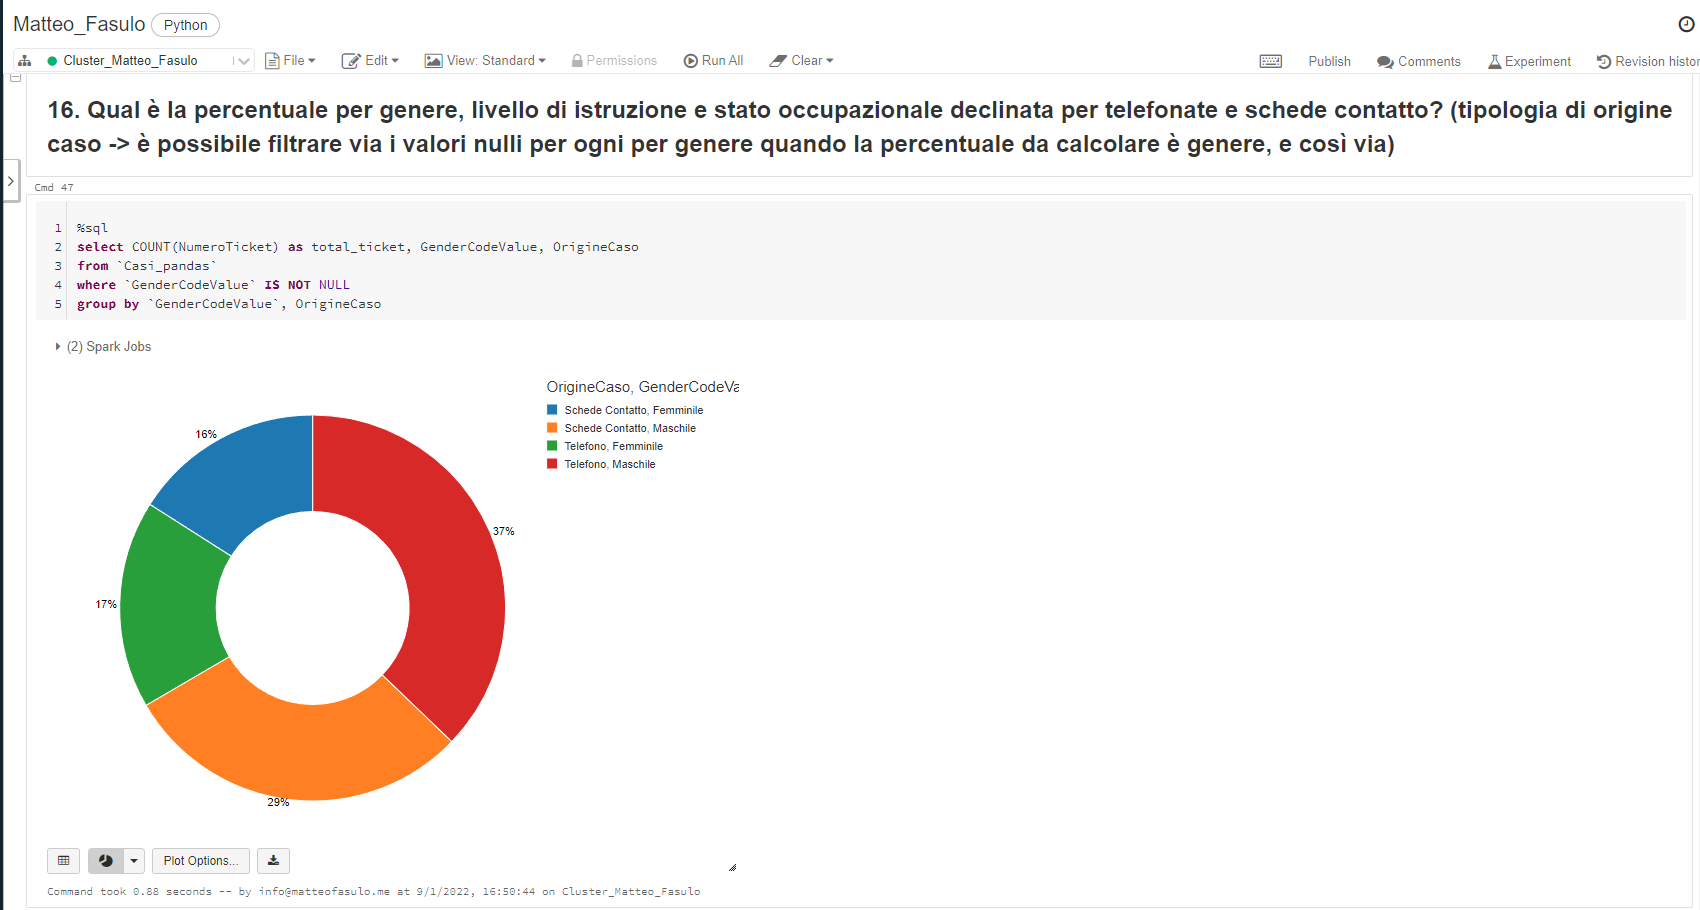 Matteo_Fasulo Python
Cluster_Matteo_Fasulo File Edit View: Standard Permissions Run All Clear Publish Comments Experiment Revision histor
16. Qual è la percentuale per genere, livello di istruzione e stato occupazionale declinata per telefonate e schede contatto? (tipologia di origine
caso -> è possibile filtrare via i valori nulli per ogni per genere quando la percentuale da calcolare è genere, e così via)
Cmd 47
1 %sql
2 select COUNT(NumeroTicket) as total_ticket, GenderCodeValue, OrigineCaso
3 from `Casi_pandas`
4 where `GenderCodeValue` IS NOT NULL
5 group by `GenderCodeValue`, OrigineCaso
(2) Spark Jobs
OrigineCaso, GenderCodeVa
Schede Contatto, Femminile
Schede Contatto, Maschile
Telefono, Femminile
Telefono, Maschile
16%
37%
17%
29%
Plot Options...
Command took 0.88 seconds -- by info@matteofasulo.me at 9/1/2022, 16:50:44 on Cluster_Matteo_Fasulo